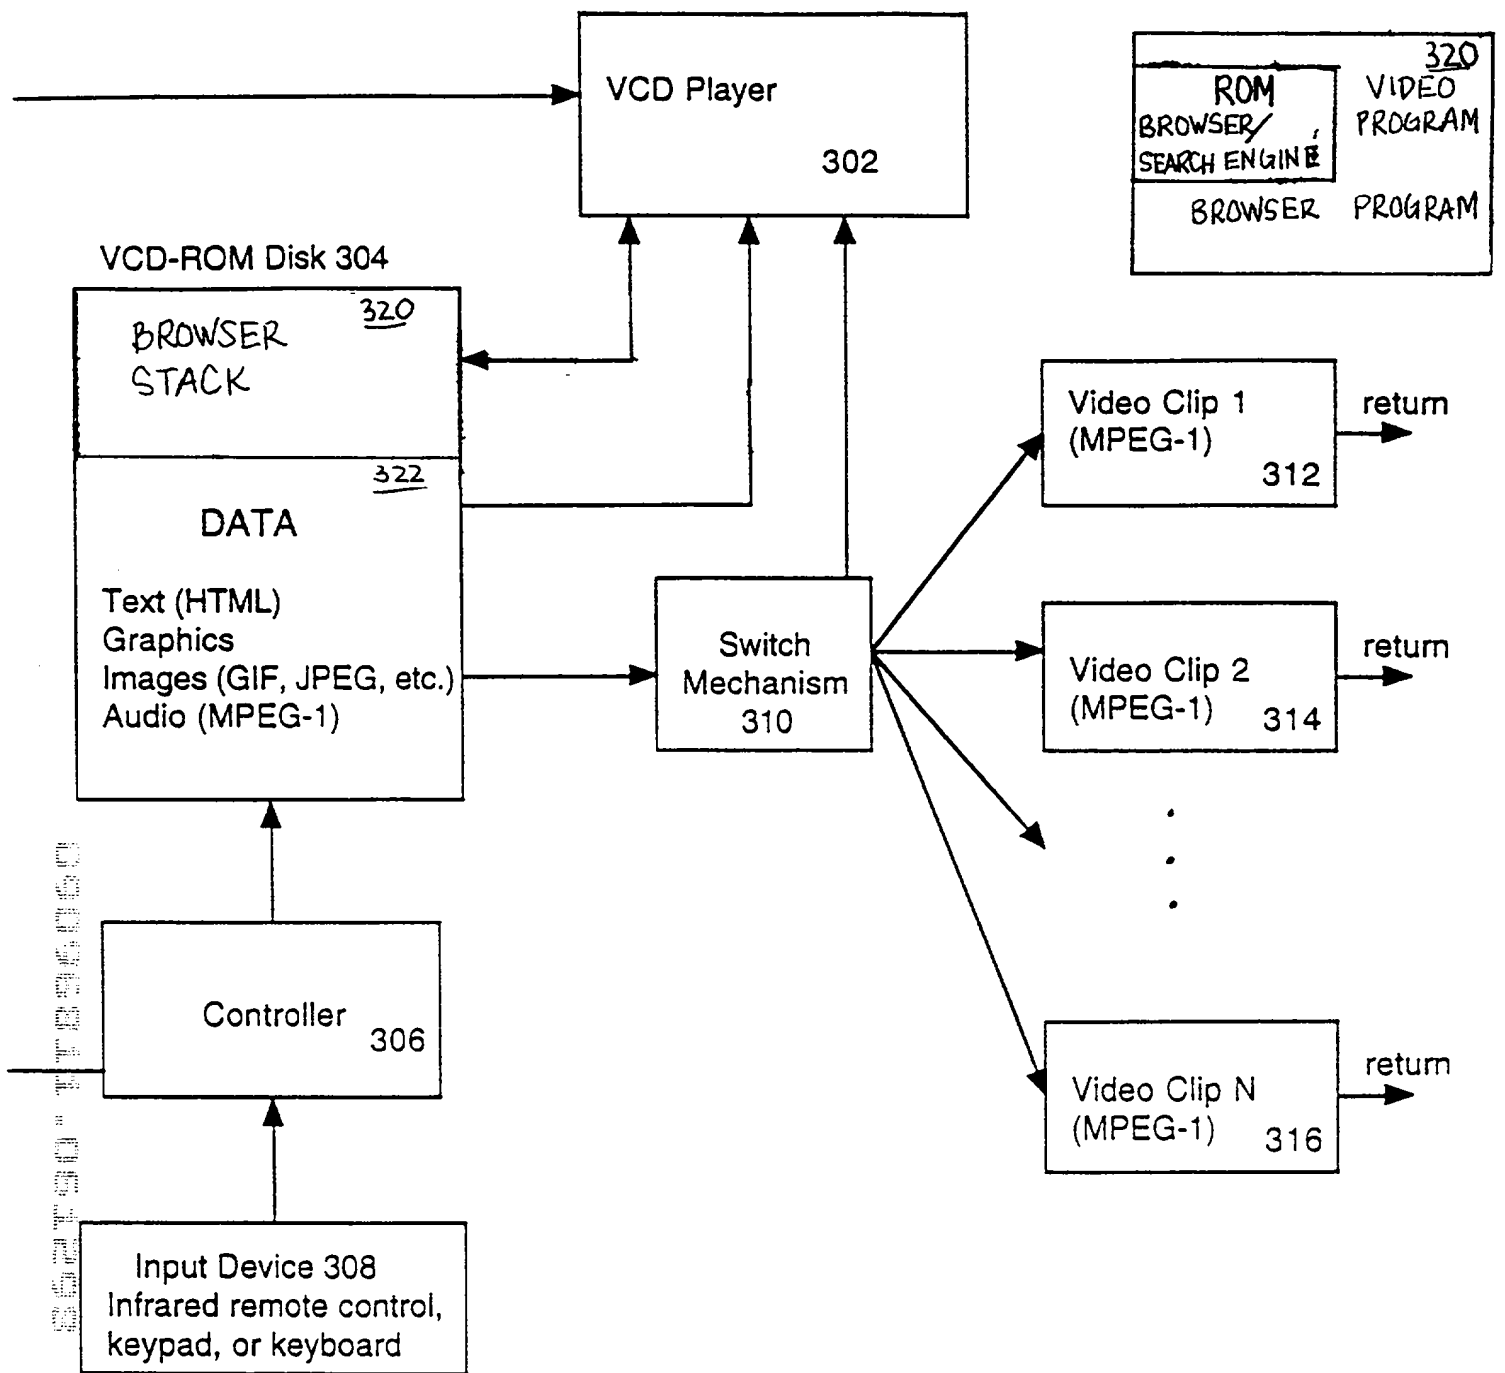 VCD Player
302
320
ROM
BROWSER/
SEARCH ENGINE
VIDEO
PROGRAM
BROWSER PROGRAM
VCD-ROM Disk 304
320
BROWSER
STACK
322
DATA
Text (HTML)
Graphics
Images (GIF, JPEG, etc.)
Audio (MPEG-1)
Switch
Mechanism
310
Video Clip 1
(MPEG-1)
312
return
Video Clip 2
(MPEG-1)
314
return
Video Clip N
(MPEG-1)
316
return
Controller
306
Input Device 308
Infrared remote control,
keypad, or keyboard